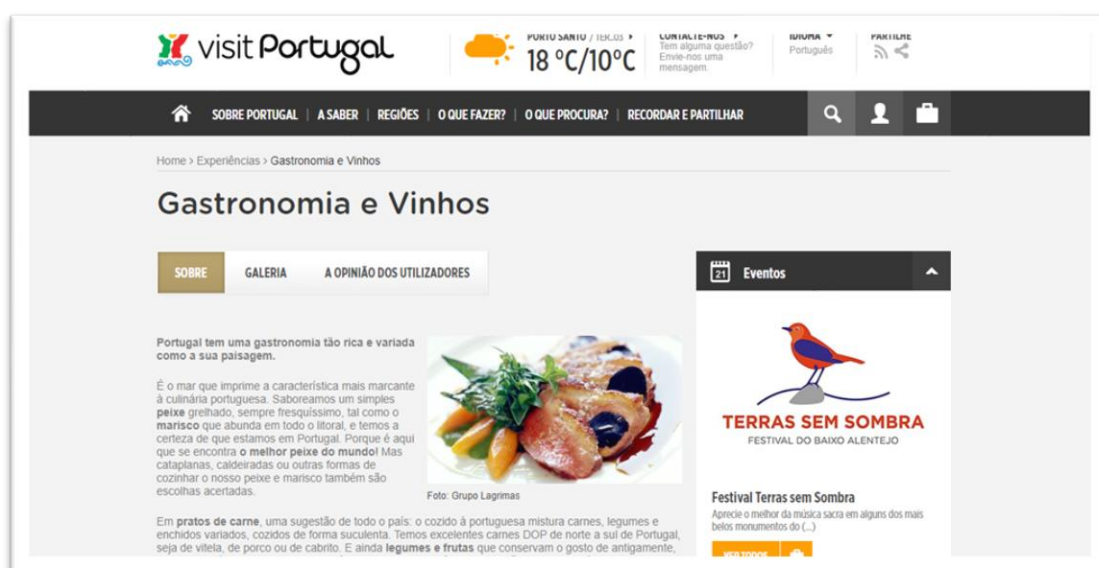 visit Portugal
PORTO SANTO / TER.,03
18 ºC/10ºC
CONTACTE-NOS
Tem alguma questão?
Envie-nos uma
mensagem.
IDIOMA
Português
PARTILHE
SOBRE PORTUGAL | A SABER | REGIÕES | O QUE FAZER? | O QUE PROCURA? | RECORDAR E PARTILHAR
Home > Experiências > Gastronomia e Vinhos
Gastronomia e Vinhos
SOBRE
GALERIA
A OPINIÃO DOS UTILIZADORES
Portugal tem uma gastronomia tão rica e variada
como a sua paisagem.
É o mar que imprime a característica mais marcante
à culinária portuguesa. Saboreamos um simples
peixe grelhado, sempre fresquíssimo, tal como o
marisco que abunda em todo o litoral, e temos a
certeza de que estamos em Portugal. Porque é aqui
que se encontra o melhor peixe do mundo! Mas
cataplanas, caldeiradas ou outras formas de
cozinhar o nosso peixe e marisco também são
escolhas acertadas.
Foto: Grupo Lagrimas
Em pratos de carne, uma sugestão de todo o país: o cozido à portuguesa mistura carnes, legumes e
enchidos variados, cozidos de forma suculenta. Temos excelentes carnes DOP de norte a sul de Portugal,
seja de vitela, de porco ou de cabrito. E ainda legumes e frutas que conservam o gosto de antigamente,
21 Eventos
TERRAS SEM SOMBRA
FESTIVAL DO BAIXO ALENTEJO
Festival Terras sem Sombra
Aprecie o melhor da música sacra em alguns dos mais
belos monumentos do (...)
VER TODOS